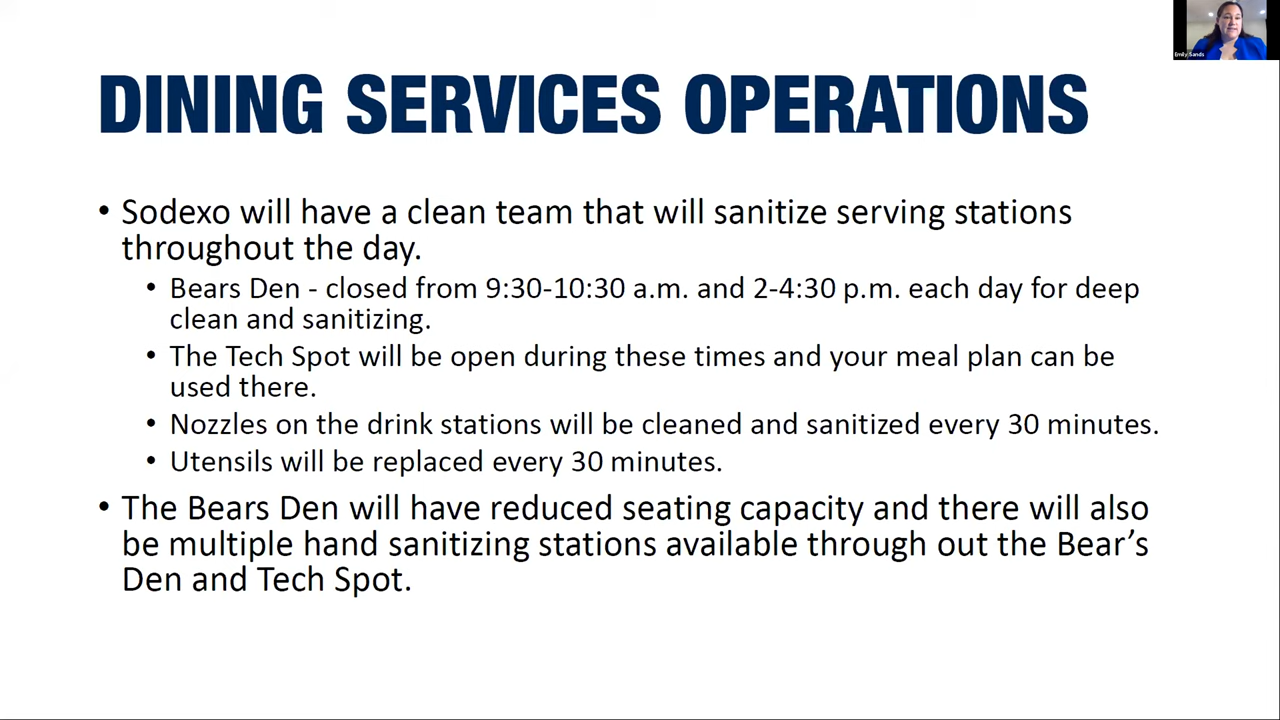 Emily Sands
DINING SERVICES OPERATIONS
• Sodexo will have a clean team that will sanitize serving stations
throughout the day.
• Bears Den - closed from 9:30-10:30 a.m. and 2-4:30 p.m. each day for deep
clean and sanitizing.
• The Tech Spot will be open during these times and your meal plan can be
used there.
• Nozzles on the drink stations will be cleaned and sanitized every 30 minutes.
• Utensils will be replaced every 30 minutes.
• The Bears Den will have reduced seating capacity and there will also
be multiple hand sanitizing stations available through out the Bear’s
Den and Tech Spot.